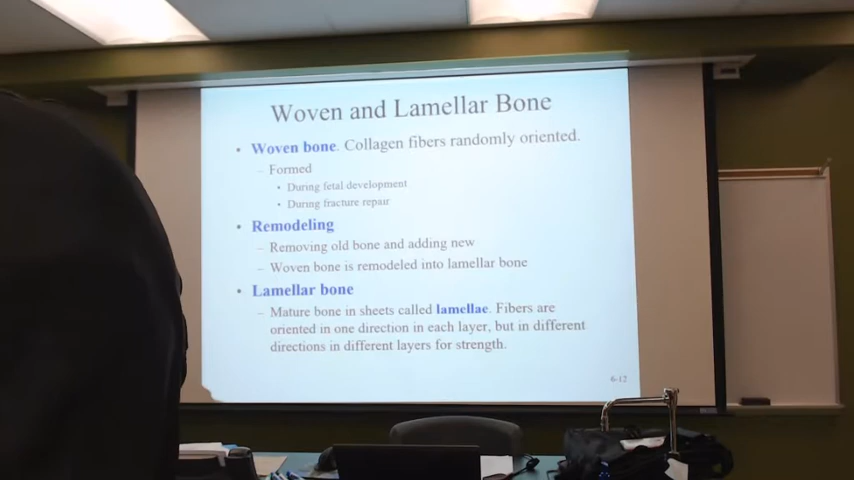 Woven and Lamellar Bone
• Woven bone. Collagen fibers randomly oriented.
– Formed
• During fetal development
• During fracture repair
• Remodeling
– Removing old bone and adding new
– Woven bone is remodeled into lamellar bone
• Lamellar bone
– Mature bone in sheets called lamellae. Fibers are
oriented in one direction in each layer, but in different
directions in different layers for strength.
6-12